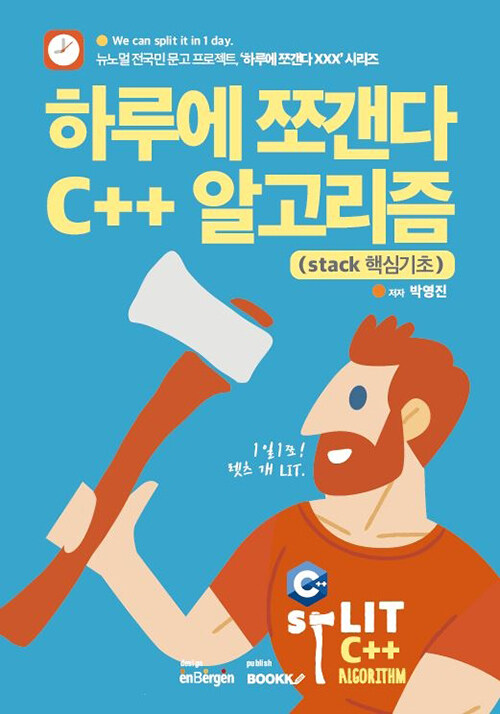 We can split it in 1 day.
뉴노멀 전국민 문고 프로젝트, '하루에 쪼갠다 XXX' 시리즈
하루에 쪼갠다
C++ 알고리즘
(stack 핵심기초)
저자 박영진
1일1쪼!
렛츠 개 LIT.
C++
SPLIT
C++
ALGORITHM
design
enBergen
publish
BOOKK